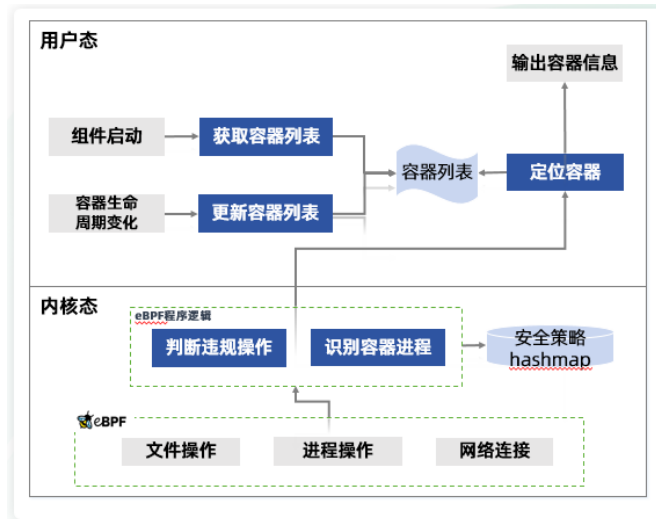 用户态
输出容器信息
组件启动
获取容器列表
容器列表
定位容器
容器生命
周期变化
更新容器列表
内核态
eBPF程序逻辑
判断违规操作
识别容器进程
安全策略
hashmap
eBPF
文件操作
进程操作
网络连接